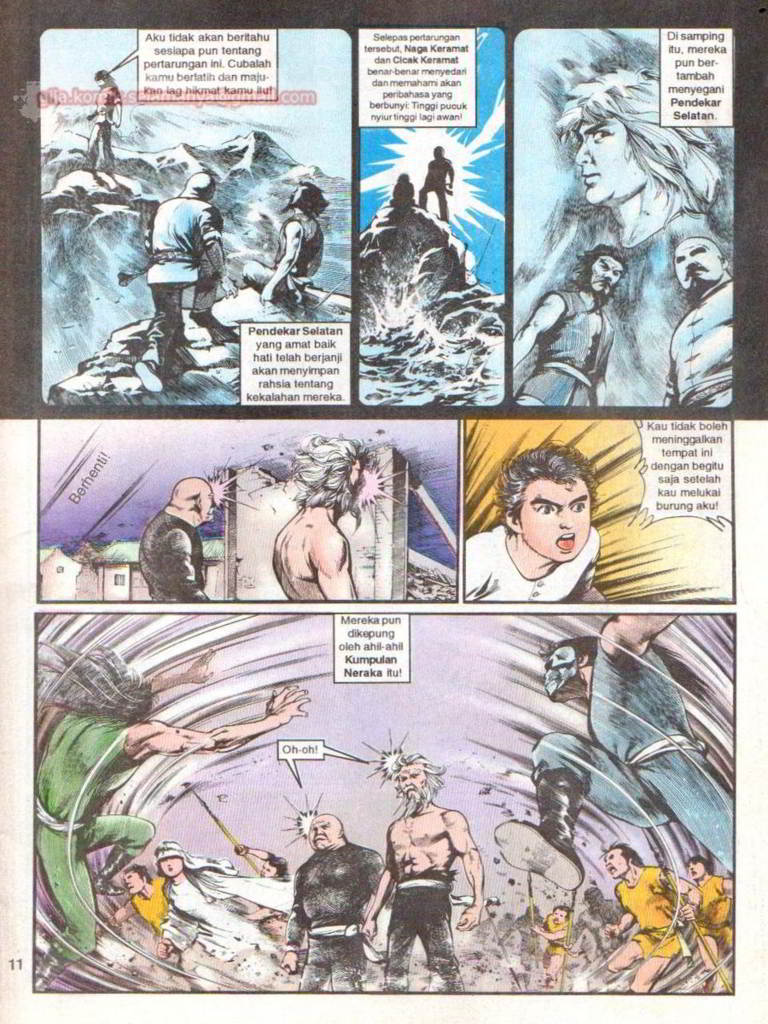 Aku tidak akan beritahu
sesiapa pun tentang
pertarungan ini. Cubalah
kamu berlatih dan maju-
kan lag hikmat kamu itu!
Pendekar Selatan
yang amat baik
hati telah berjanji
akan menyimpan
rahsia tentang
kekalahan mereka.
Selepas pertarungan
tersebut, Naga Keramat
dan Cicak Keramat
benar-benar menyedari
dan memahami akan
peribahasa yang
berbunyi: Tinggi pucuk
nyiur tinggi lagi awan!
Di samping
itu, mereka
pun ber-
tambah
menyegani
Pendekar
Selatan.
Berhenti!
Kau tidak boleh
meninggalkan
tempat ini
dengan begitu
saja setelah
kau melukai
burung aku!
Mereka pun
dikepung
oleh ahli-ahli
Kumpulan
Neraka itu!
Oh-oh!
11